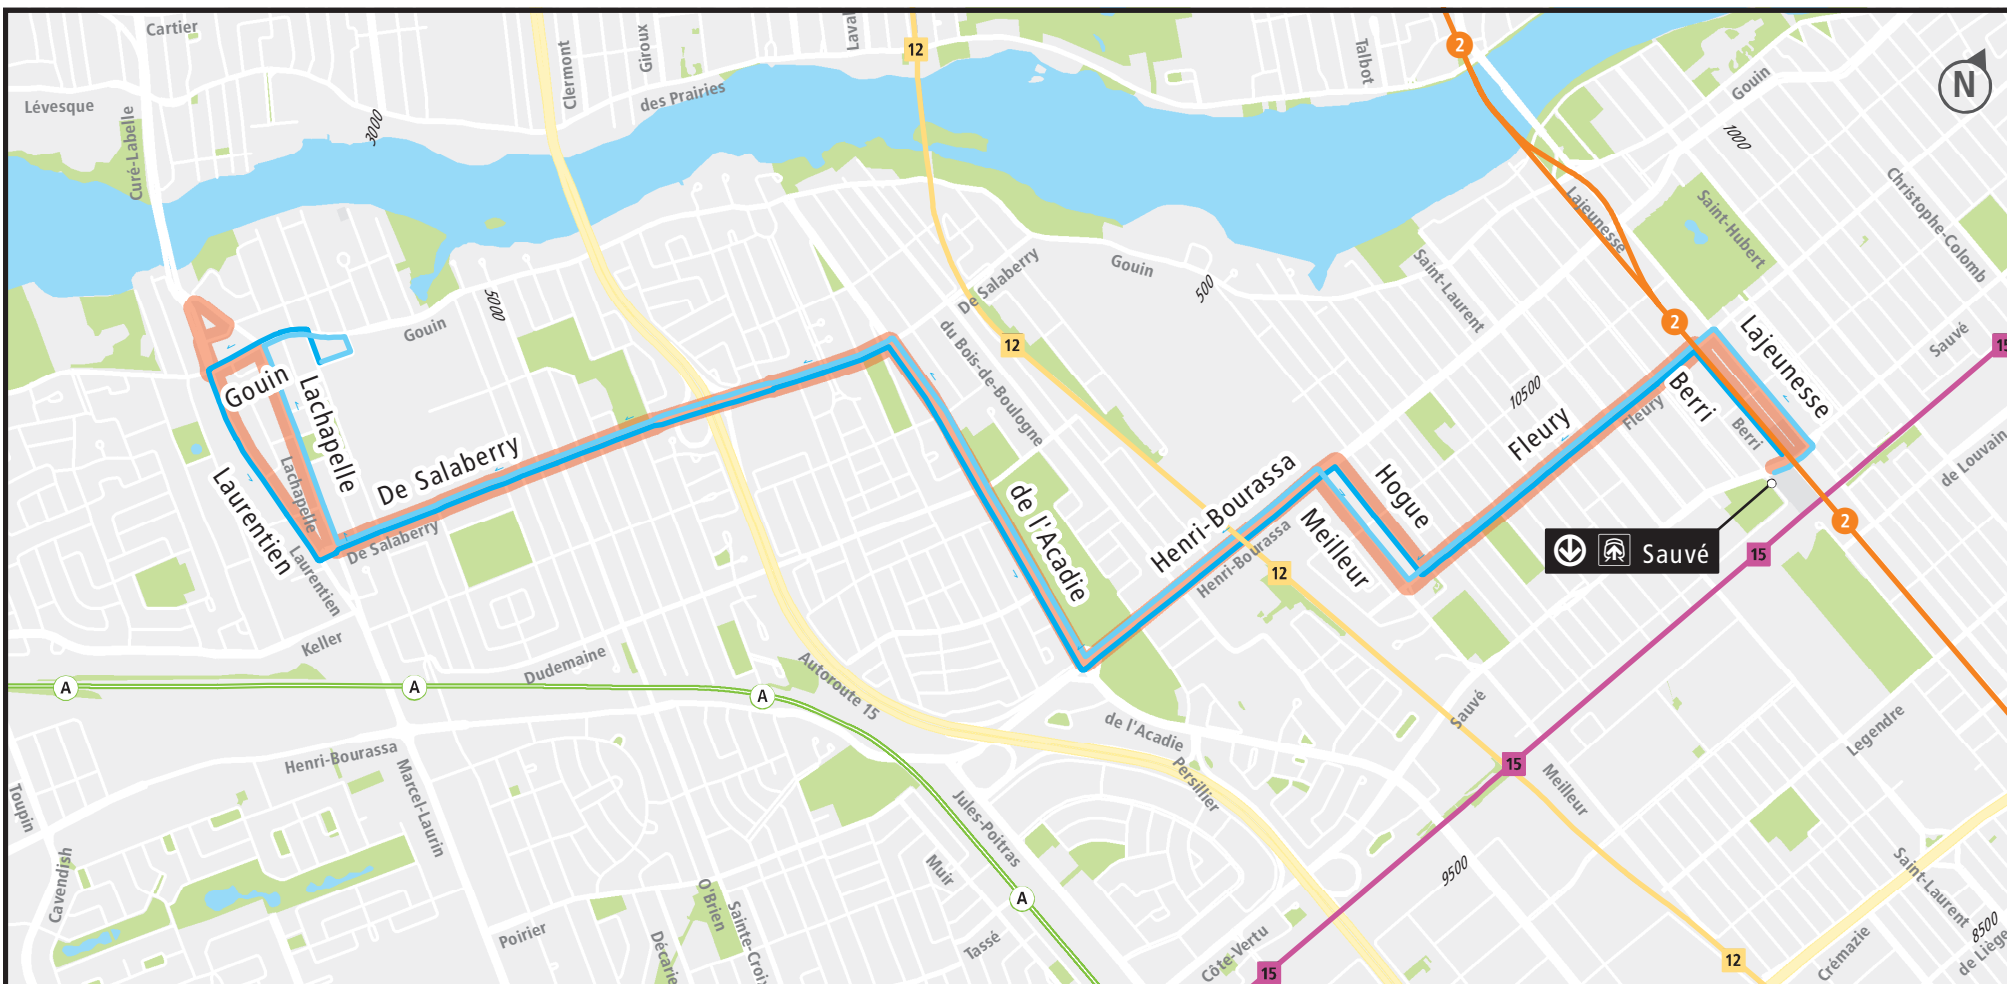 Cartier
Giroux
Laval
12
Clermont
Talbot
2
N
Lévesque
Curé-Labelle
3000
des Prairies
Gouin
1000
Christophe-Colomb
Saint-Hubert
Lajeunesse
De Salaberry
Gouin
500
Saint-Laurent
5000
Gouin
12
2
Lajeunesse
Sauvé
15
du Bois-de-Boulogne
Gouin
Lachapelle
10500
Berri
Fleury
Fleury
Berri
de Louvain
Lachapelle
Laurentien
De Salaberry
De Salaberry
Laurentien
Henri-Bourassa
Henri-Bourassa
Hogue
Meilleur
de l'Acadie
12
2
15
Sauvé
Keller
Dudemaine
A
A
A
Autoroute 15
de l'Acadie
Sauvé
Legendre
Henri-Bourassa
Marcel-Laurin
Toupin
Persillier
15
Meilleur
Jules-Poitras
Muir
9500
Cavendish
A
O'Brien
Sainte-Croix
Poirier
Décarie
Tassé
Côte-Vertu
15
12
Crémazie
Saint-Laurent
8500
de Liège